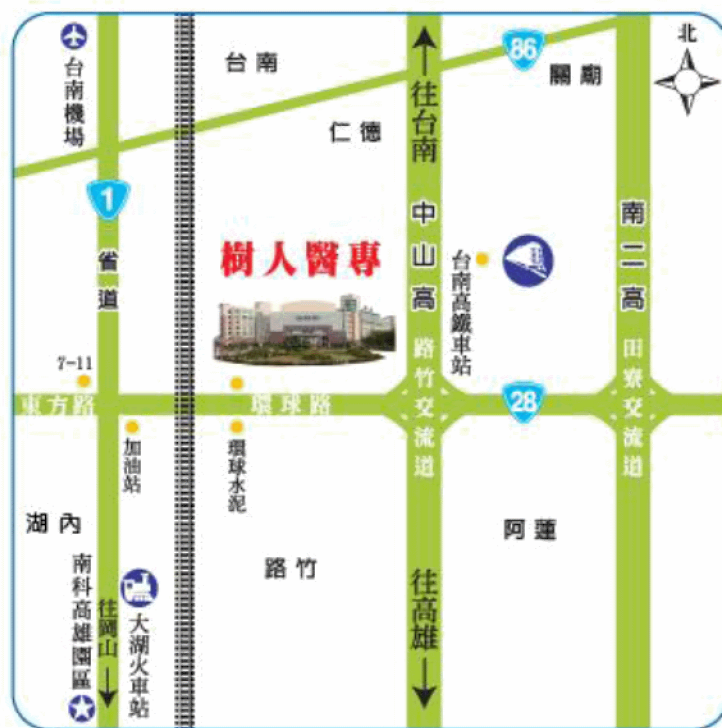 台南機場
台南
86
關廟
北
仁德
往台南
1
省道
樹人醫專
中山高
台南高鐵車站
南二高
7-11
東方路
環球路
路竹交流道
28
田寮交流道
加油站
環球水泥
湖內
路竹
阿蓮
南科高雄園區
往岡山
大湖火車站
往高雄